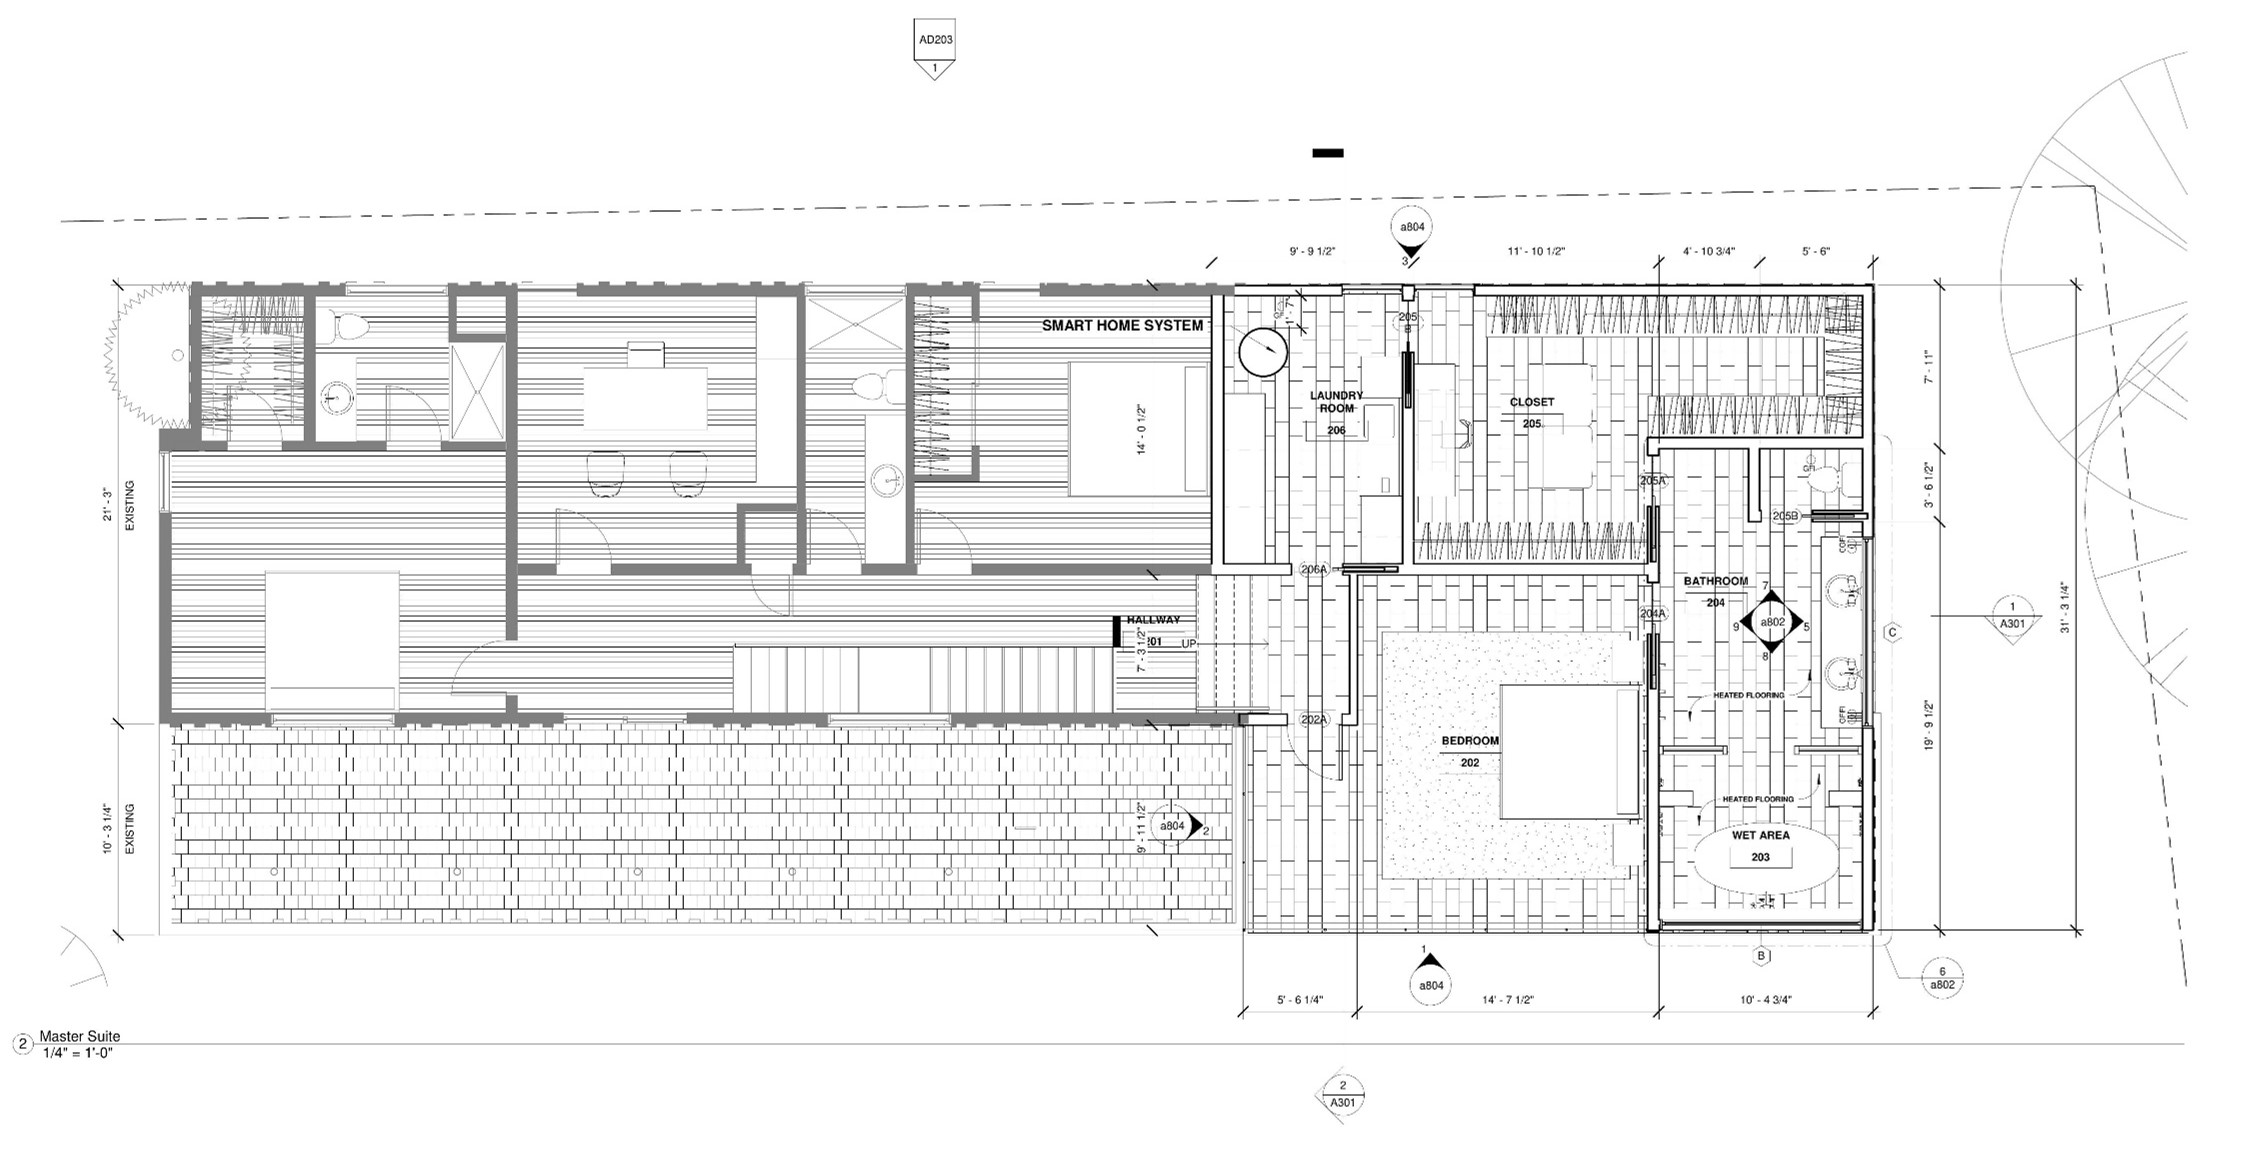 AD203
1
a804
3
9' - 9 1/2"
11' - 10 1/2"
4' - 10 3/4"
5' - 6"
SMART HOME SYSTEM
1' - 7"
205
B
7' - 11"
LAUNDRY
ROOM
206
CLOSET
205
14' - 0 1/2"
21' - 3"
EXISTING
205A
GFI
3' - 6 1/2"
205B
GFI
206A
BATHROOM
204
7
9
a802
5
8
204A
HALLWAY
201
UP
7' - 3 1/2"
C
1
A301
31' - 3 1/4"
HEATED FLOORING
GFI
202A
19' - 9 1/2"
BEDROOM
202
HEATED FLOORING
10' - 3 1/4"
EXISTING
9' - 11 1/2"
a804
2
WET AREA
203
1
a804
B
6
a802
5' - 6 1/4"
14' - 7 1/2"
10' - 4 3/4"
2
Master Suite
1/4" = 1'-0"
2
A301